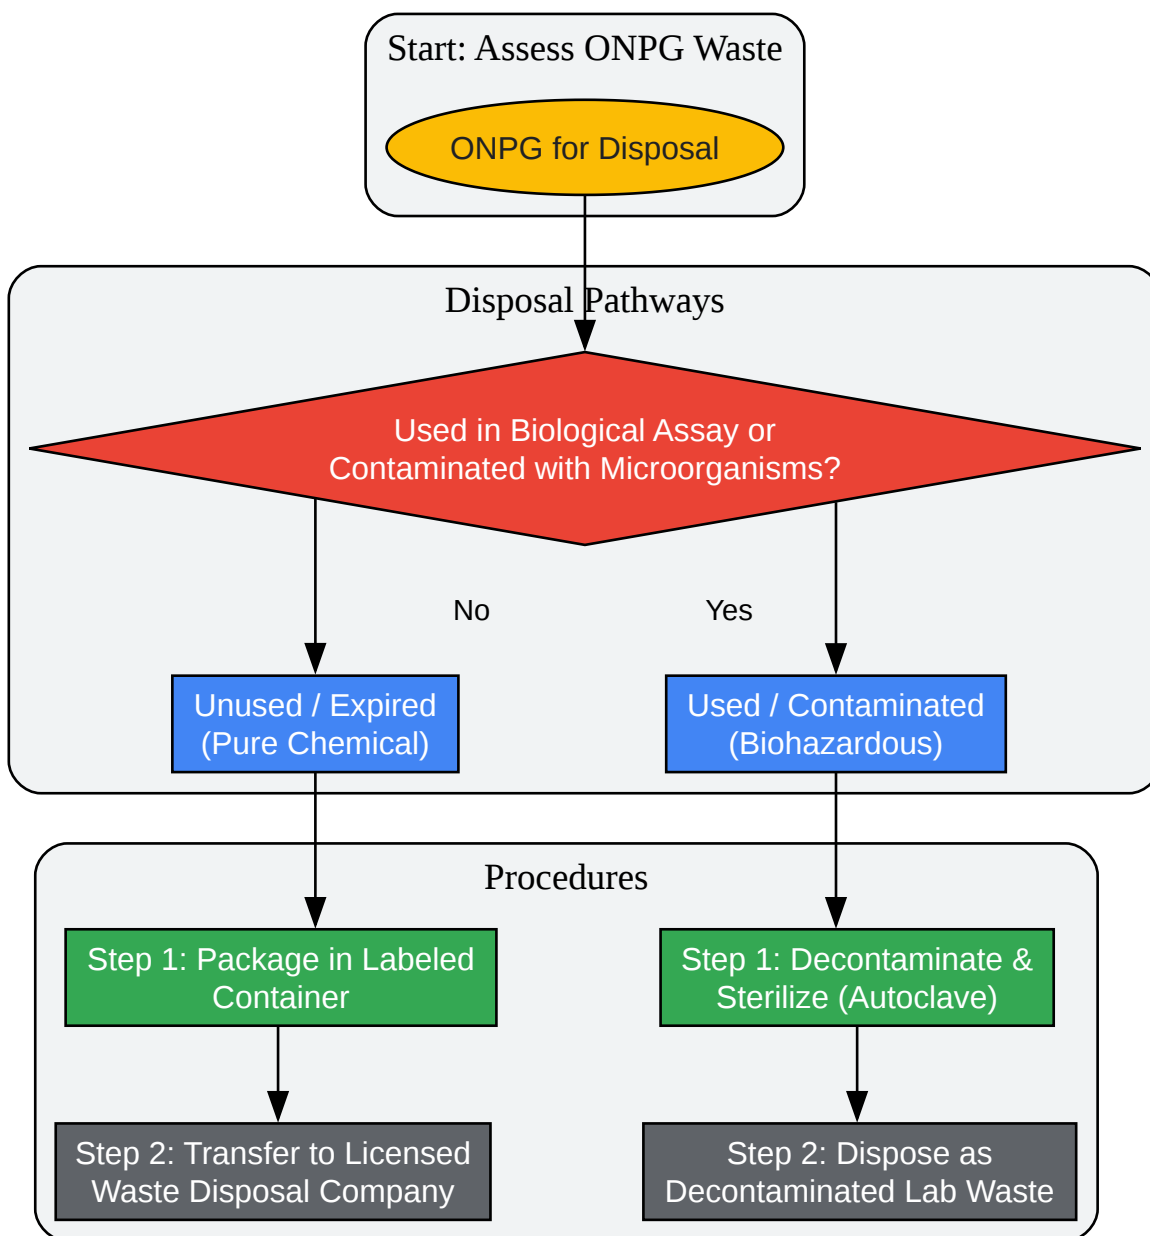 Start: Assess ONPG Waste
ONPG for Disposal
Disposal Pathways
Used in Biological Assay or
Contaminated with Microorganisms?
No
Yes
Unused / Expired
(Pure Chemical)
Used / Contaminated
(Biohazardous)
Procedures
Step 1: Package in Labeled
Container
Step 1: Decontaminate &
Sterilize (Autoclave)
Step 2: Transfer to Licensed
Waste Disposal Company
Step 2: Dispose as
Decontaminated Lab Waste